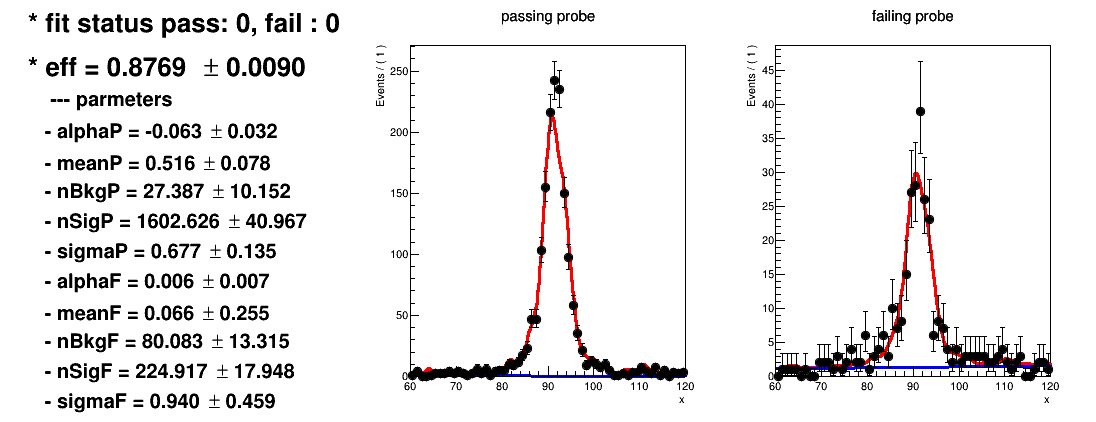 * fit status pass: 0, fail : 0
* eff = 0.8769 ± 0.0090
--- parmeters
- alphaP = -0.063 ± 0.032
- meanP = 0.516 ± 0.078
- nBkgP = 27.387 ± 10.152
- nSigP = 1602.626 ± 40.967
- sigmaP = 0.677 ± 0.135
- alphaF = 0.006 ± 0.007
- meanF = 0.066 ± 0.255
- nBkgF = 80.083 ± 13.315
- nSigF = 224.917 ± 17.948
- sigmaF = 0.940 ± 0.459
passing probe
Events / ( 1 )
250
200
150
100
50
0
60 70 80 90 100 110 120
x
failing probe
Events / ( 1 )
45
40
35
30
25
20
15
10
5
0
60 70 80 90 100 110 120
x